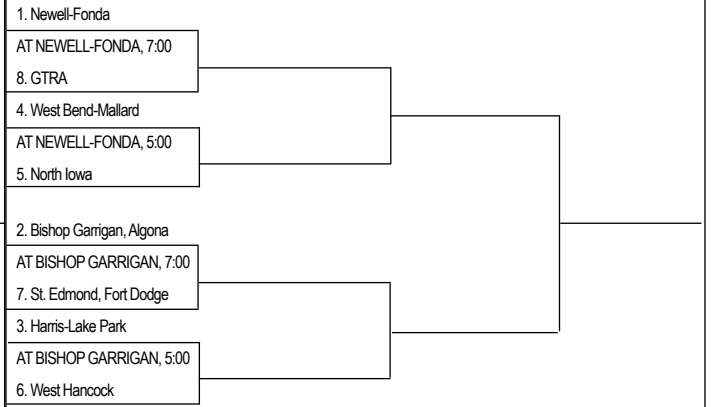 1. Newell-Fonda
AT NEWELL-FONDA, 7:00
8. GTRA
4. West Bend-Mallard
AT NEWELL-FONDA, 5:00
5. North Iowa
2. Bishop Garrigan, Algona
AT BISHOP GARRIGAN, 7:00
7. St. Edmond, Fort Dodge
3. Harris-Lake Park
AT BISHOP GARRIGAN, 5:00
6. West Hancock